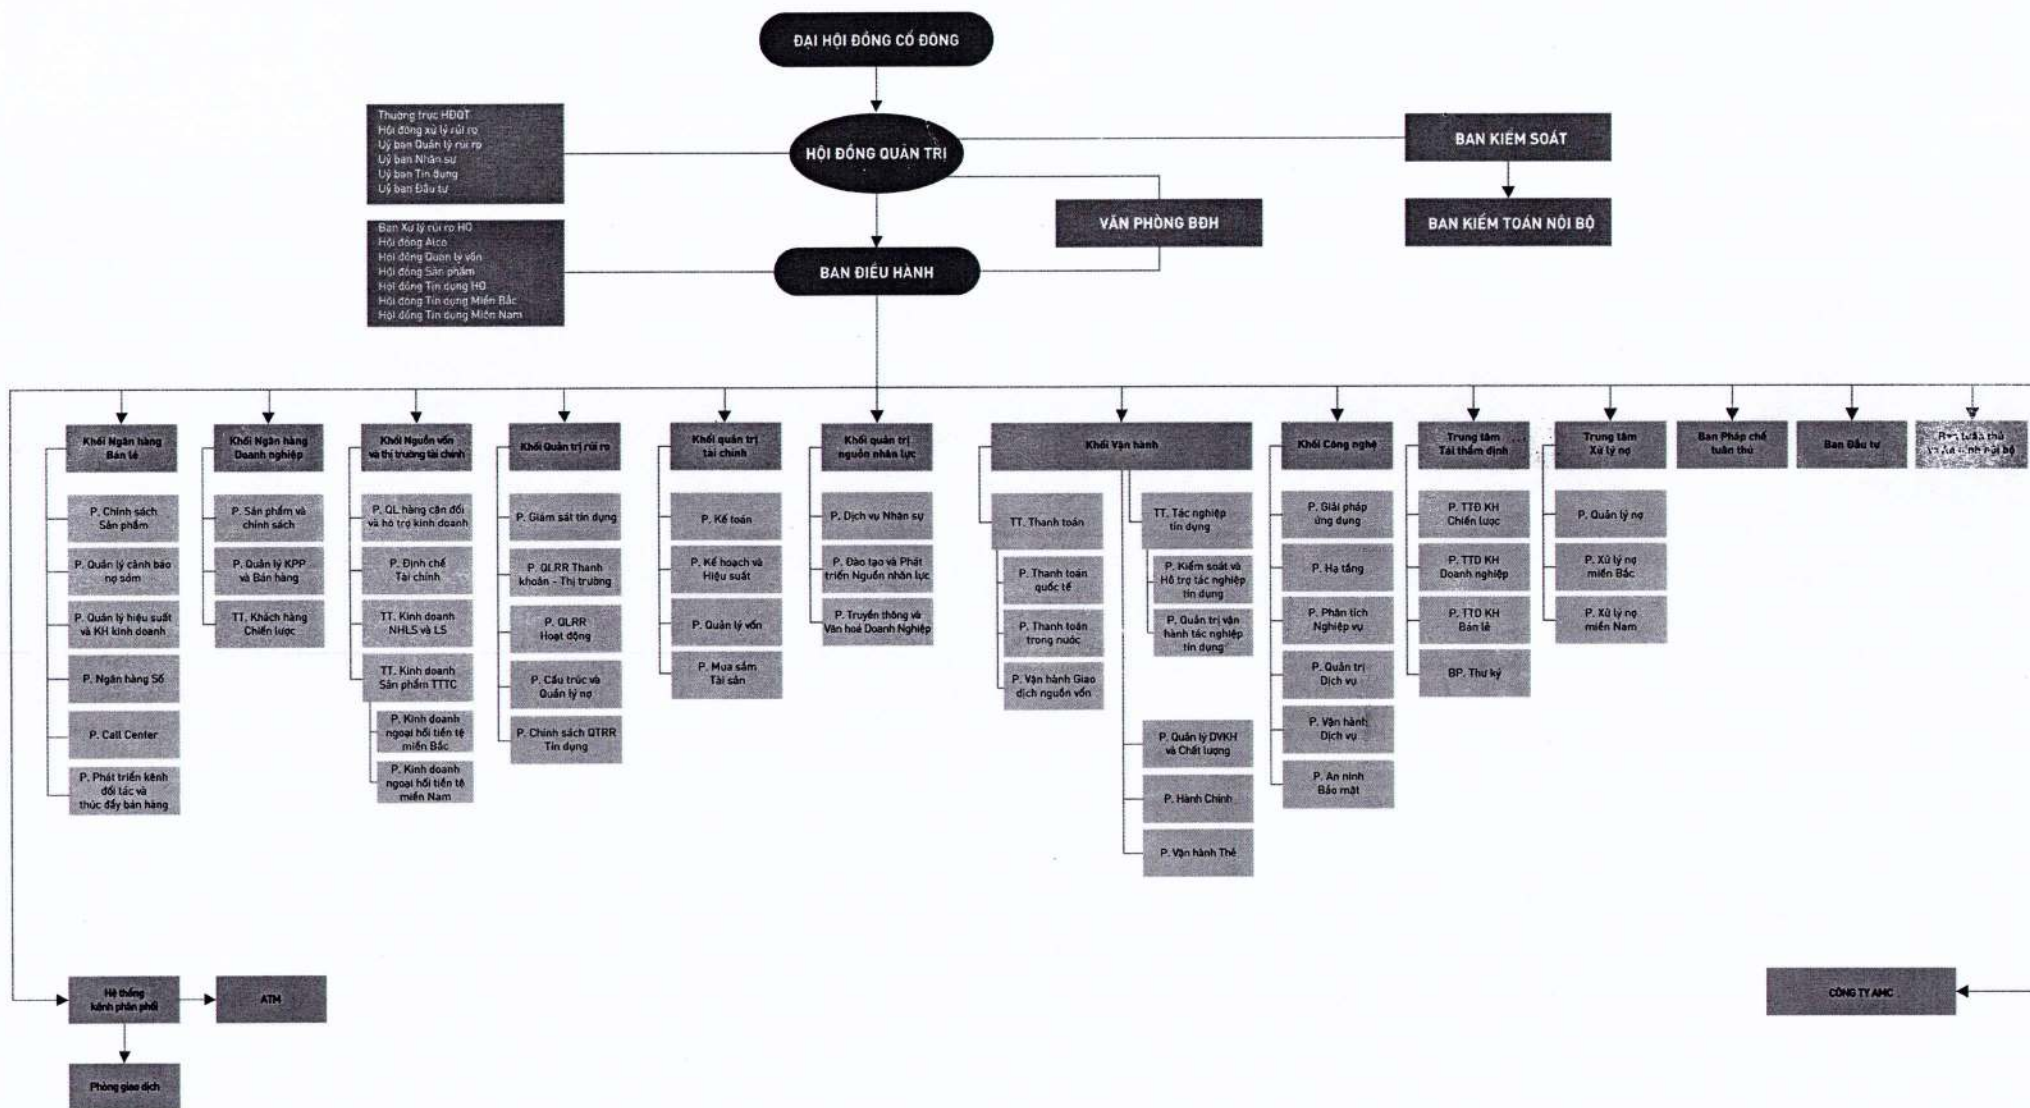 ĐẠI HỘI ĐỒNG CỔ ĐÔNG
Thường trực HĐQT
Hội đồng xử lý rủi ro
Uỷ ban Quản lý rủi ro
Uỷ ban Nhân sự
Uỷ ban Tín dụng
Uỷ ban Đầu tư
HỘI ĐỒNG QUẢN TRỊ
BAN KIỂM SOÁT
VĂN PHÒNG BĐH
BAN KIỂM TOÁN NỘI BỘ
Ban Xử lý rủi ro HO
Hội đồng Alco
Hội đồng Quản lý vốn
Hội đồng Sản phẩm
Hội đồng Tín dụng HO
Hội đồng Tín dụng Miền Bắc
Hội đồng Tín dụng Miền Nam
BAN ĐIỀU HÀNH
Khối Ngân hàng
Bán lẻ
P. Chính sách
Sản phẩm
P. Quản lý cảnh báo
nợ sớm
P. Quản lý hiệu suất
và KH kinh doanh
P. Ngân hàng Số
P. Call Center
P. Phát triển kênh
đối tác và
thúc đẩy bán hàng
Khối Ngân hàng
Doanh nghiệp
P. Sản phẩm và
chính sách
P. Quản lý KPP
và Bán hàng
TT. Khách hàng
Chiến lược
Khối Nguồn vốn
và thị trường tài chính
P. QL hàng cân đối
và hỗ trợ kinh doanh
P. Định chế
Tài chính
TT. Kinh doanh
NHLS và LS
TT. Kinh doanh
Sản phẩm TTTC
P. Kinh doanh
ngoại hối tiền tệ
miền Bắc
P. Kinh doanh
ngoại hối tiền tệ
miền Nam
Khối Quản trị rủi ro
P. Giám sát tín dụng
P. QLRR Thanh
khoản - Thị trường
P. QLRR
Hoạt động
P. Cấu trúc và
Quản lý nợ
P. Chính sách QTRR
Tín dụng
Khối quản trị
tài chính
P. Kế toán
P. Kế hoạch và
Hiệu suất
P. Quản lý vốn
P. Mua sắm
Tài sản
Khối quản trị
nguồn nhân lực
P. Dịch vụ Nhân sự
P. Đào tạo và Phát
triển Nguồn nhân lực
P. Truyền thông và
Văn hoá Doanh Nghiệp
Khối Vận hành
TT. Thanh toán
P. Thanh toán
quốc tế
P. Thanh toán
trong nước
P. Vận hành Giao
dịch nguồn vốn
TT. Tác nghiệp
tín dụng
P. Kiểm soát và
Hỗ trợ tác nghiệp
tín dụng
P. Quản trị vận
hành tác nghiệp
tín dụng
P. Quản lý DVKH
và Chất lượng
P. Hành Chính
P. Vận hành Thẻ
Khối Công nghệ
P. Giải pháp
ứng dụng
P. Hạ tầng
P. Phân tích
Nghiệp vụ
P. Quản trị
Dịch vụ
P. Vận hành
Dịch vụ
P. An ninh
Bảo mật
Trung tâm
Tái thẩm định
P. TTĐ KH
Chiến lược
P. TTĐ KH
Doanh nghiệp
P. TTĐ KH
Bán lẻ
BP. Thư ký
Trung tâm
Xử lý nợ
P. Quản lý nợ
P. Xử lý nợ
miền Bắc
P. Xử lý nợ
miền Nam
Ban Pháp chế
tuân thủ
Ban Đầu tư
tuân thủ
nội bộ
Hệ thống
kênh phân phối
ATM
Phòng giao dịch
CÔNG TY AMC